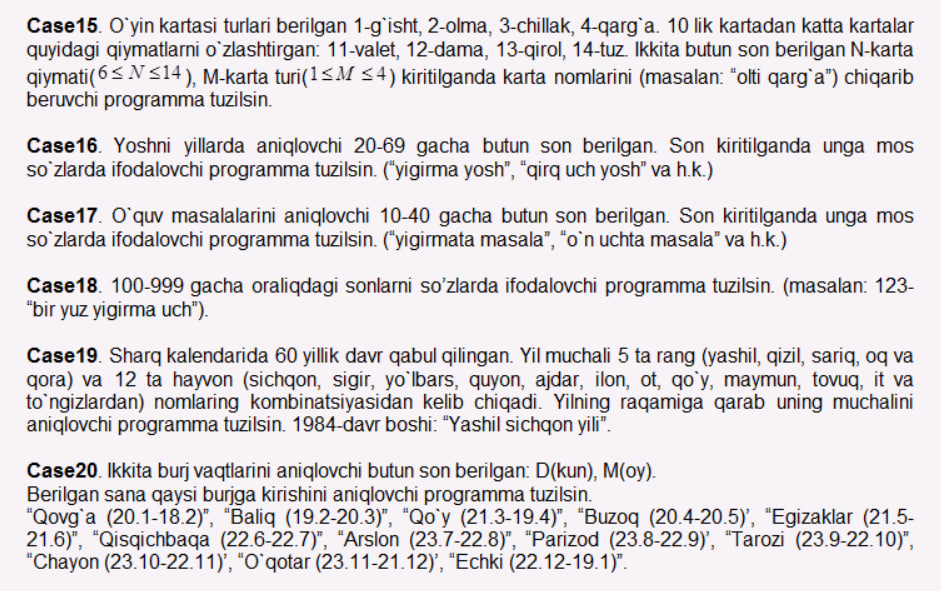 Case15. O`yin kartasi turlari berilgan 1-g`isht, 2-olma, 3-chillak, 4-qarg`a. 10 lik kartadan katta kartalar
quyidagi qiymatlarni o`zlashtirgan: 11-valet, 12-dama, 13-qirol, 14-tuz. Ikkita butun son berilgan N-karta
qiymati(6 ≤ N ≤14), M-karta turi(1≤M ≤4) kiritilganda karta nomlarini (masalan: “olti qarg`a”) chiqarib
beruvchi programma tuzilsin.
Case16. Yoshni yillarda aniqlovchi 20-69 gacha butun son berilgan. Son kiritilganda unga mos
so`zlarda ifodalovchi programma tuzilsin. (“yigirma yosh”, “qirq uch yosh” va h.k.)
Case17. O`quv masalalarini aniqlovchi 10-40 gacha butun son berilgan. Son kiritilganda unga mos
so`zlarda ifodalovchi programma tuzilsin. (“yigirmata masala”, “o`n uchta masala” va h.k.)
Case18. 100-999 gacha oraliqdagi sonlarni so’zlarda ifodalovchi programma tuzilsin. (masalan: 123-
“bir yuz yigirma uch”).
Case19. Sharq kalendarida 60 yillik davr qabul qilingan. Yil muchali 5 ta rang (yashil, qizil, sariq, oq va
qora) va 12 ta hayvon (sichqon, sigir, yo`lbars, quyon, ajdar, ilon, ot, qo`y, maymun, tovuq, it va
to`ngizlardan) nomlaring kombinatsiyasidan kelib chiqadi. Yilning raqamiga qarab uning muchalini
aniqlovchi programma tuzilsin. 1984-davr boshi: “Yashil sichqon yili”.
Case20. Ikkita burj vaqtlarini aniqlovchi butun son berilgan: D(kun), M(oy).
Berilgan sana qaysi burjga kirishini aniqlovchi programma tuzilsin.
“Qovg`a (20.1-18.2)”, “Baliq (19.2-20.3)”, “Qo`y (21.3-19.4)”, “Buzoq (20.4-20.5)’, “Egizaklar (21.5-
21.6)”, “Qisqichbaqa (22.6-22.7)”, “Arslon (23.7-22.8)”, “Parizod (23.8-22.9)’, “Tarozi (23.9-22.10)”,
“Chayon (23.10-22.11)’, “O`qotar (23.11-21.12)’, “Echki (22.12-19.1)”.